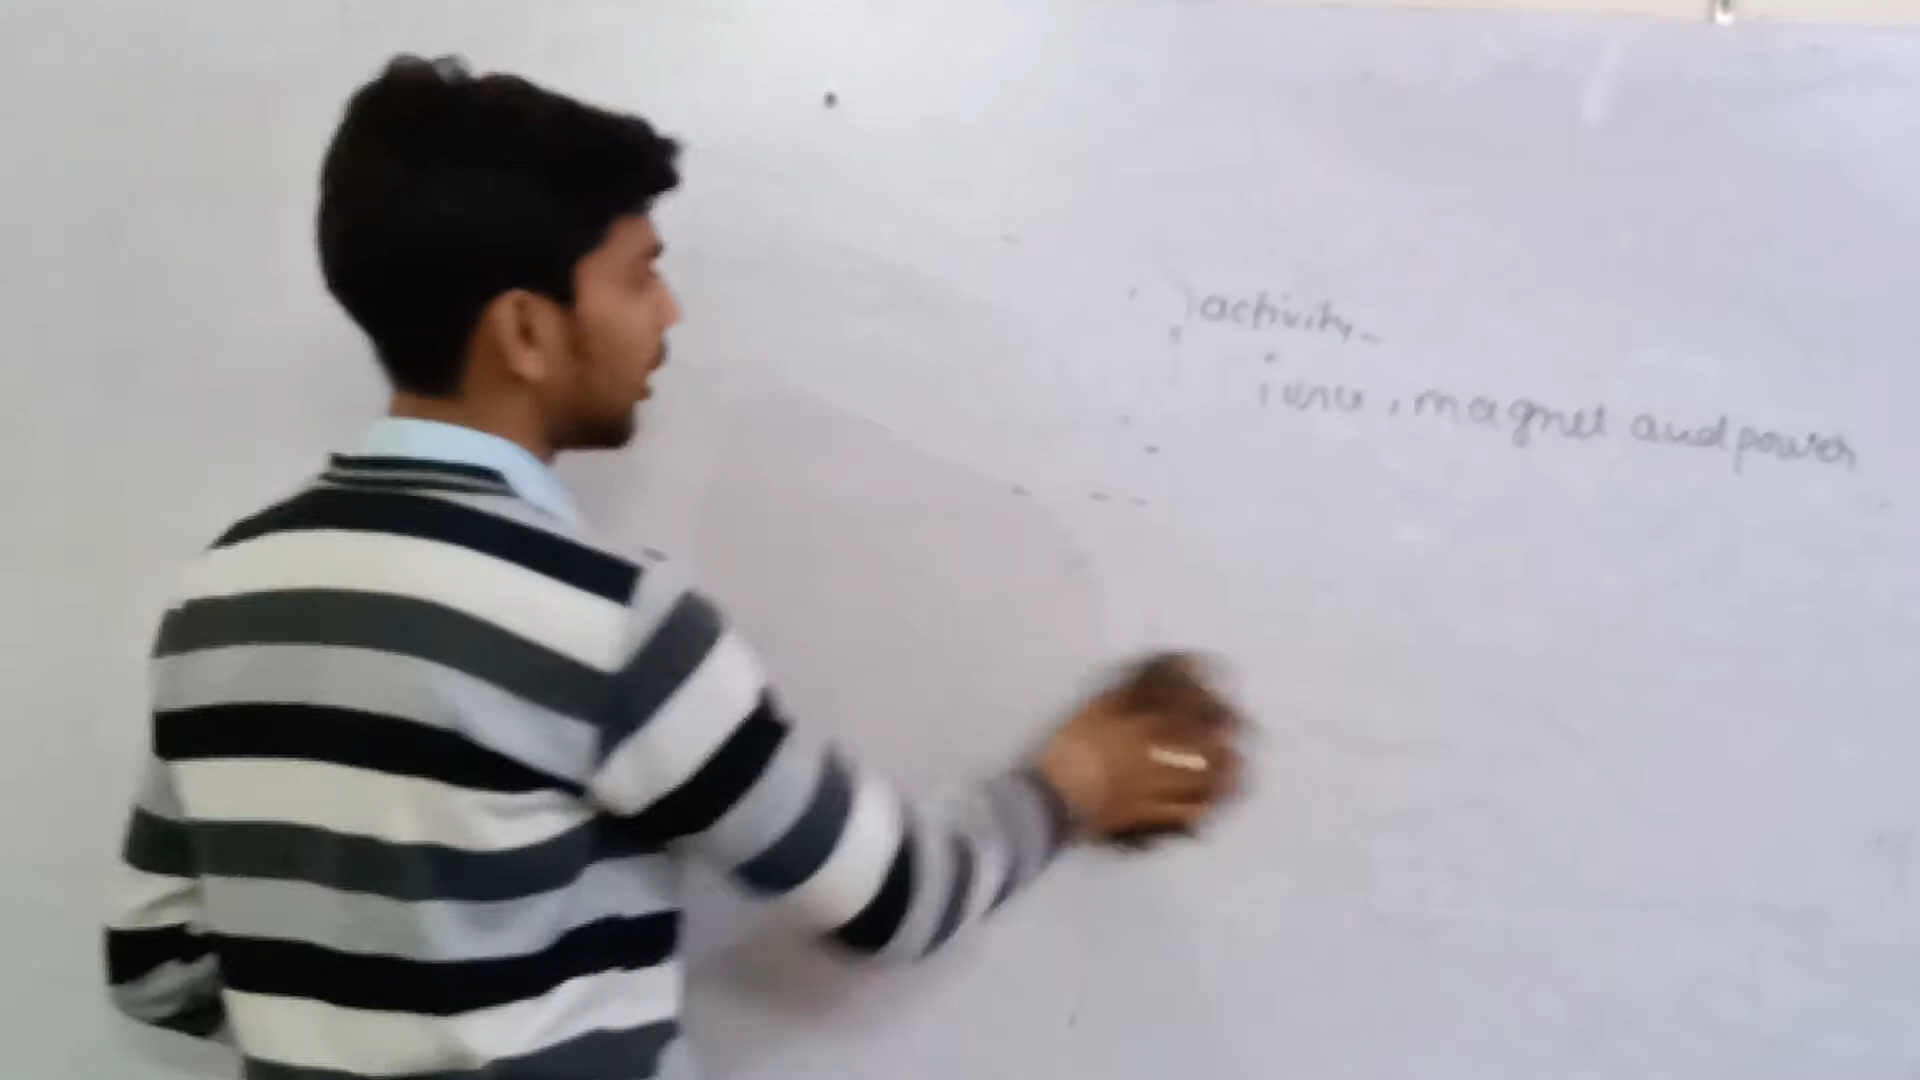 activity
, magnet and power